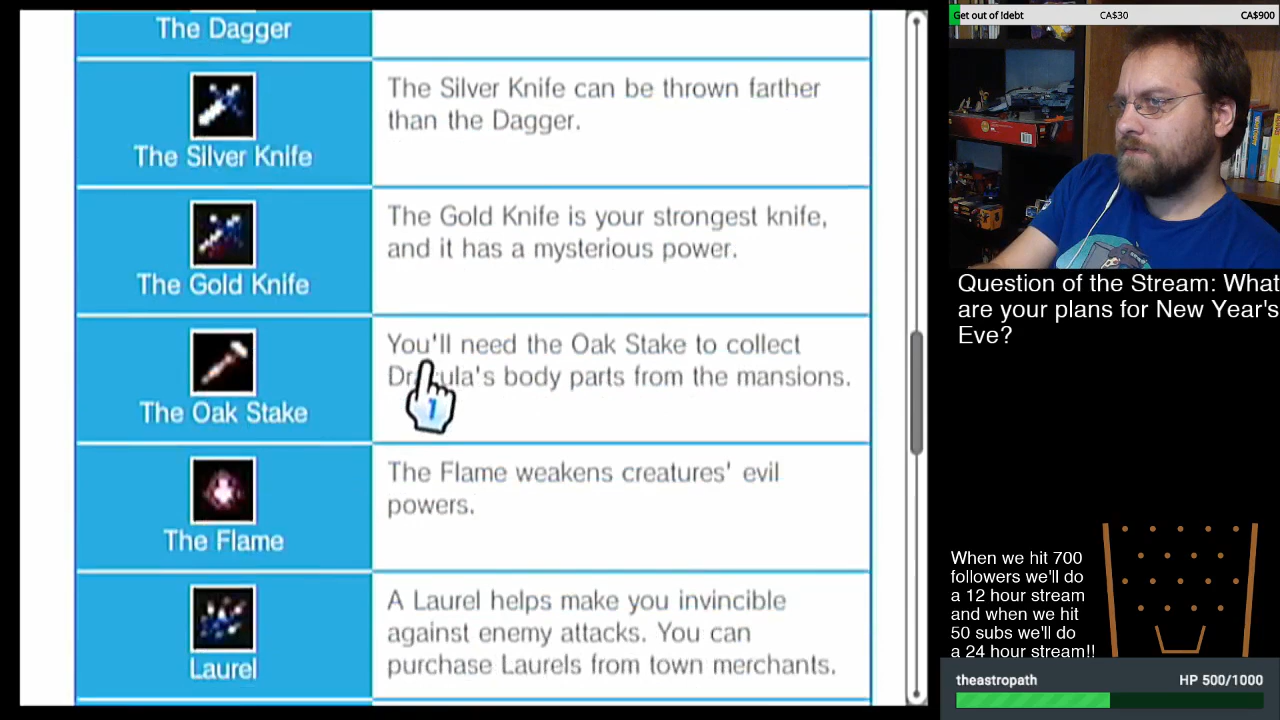 The Dagger
The Silver Knife can be thrown farther
than the Dagger.
The Silver Knife
The Gold Knife is your strongest knife,
and it has a mysterious power.
The Gold Knife
You'll need the Oak Stake to collect
Dracula's body parts from the mansions.
The Oak Stake
1
The Flame weakens creatures' evil
powers.
The Flame
A Laurel helps make you invincible
against enemy attacks. You can
purchase Laurels from town merchants.
Laurel
Get out of !debt CA$30 CA$900
Question of the Stream: What
are your plans for New Year's
Eve?
When we hit 700
followers we'll do
a 12 hour stream
and when we hit
50 subs we'll do
a 24 hour stream!!
theastropath HP 500/1000